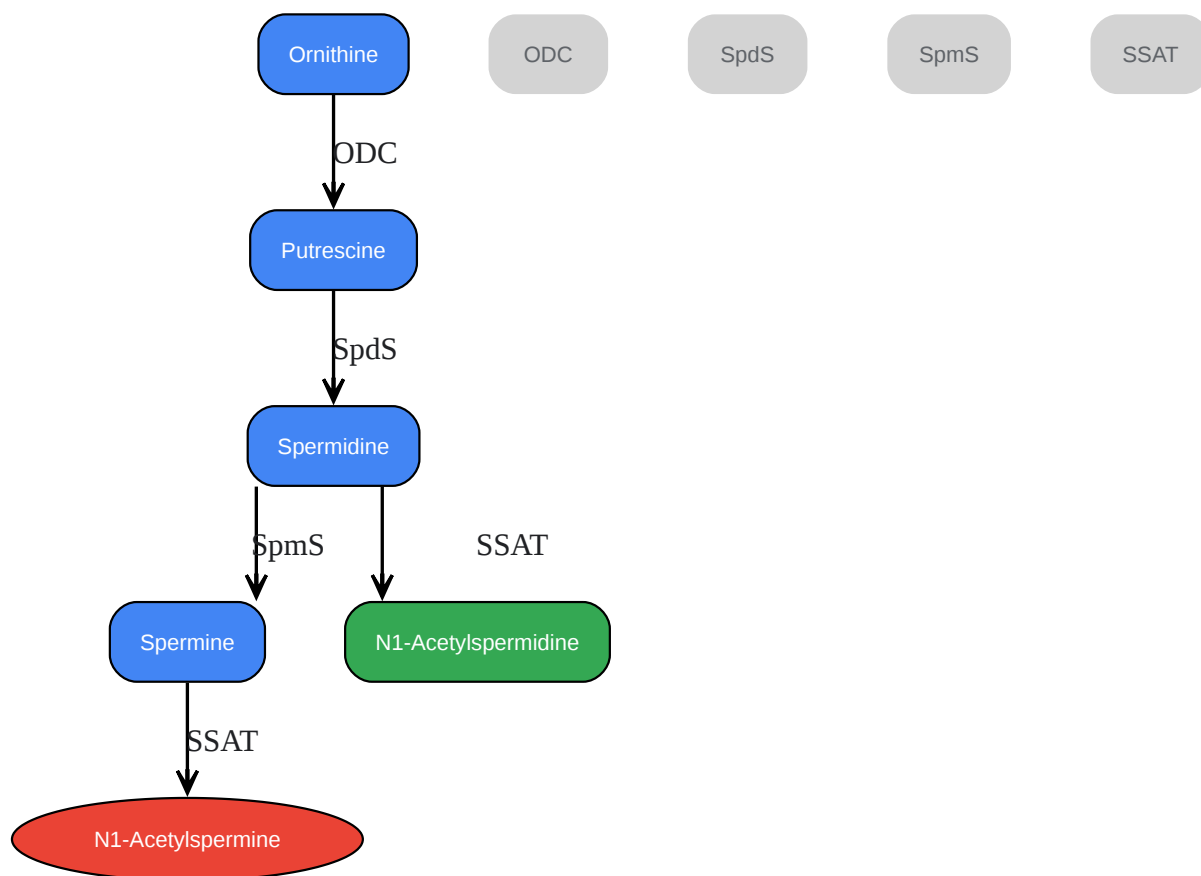 Ornithine
ODC
SpdS
SpmS
SSAT
ODC
Putrescine
SpdS
Spermidine
SpmS
SSAT
Spermine
N1-Acetylspermidine
SSAT
N1-Acetylspermine